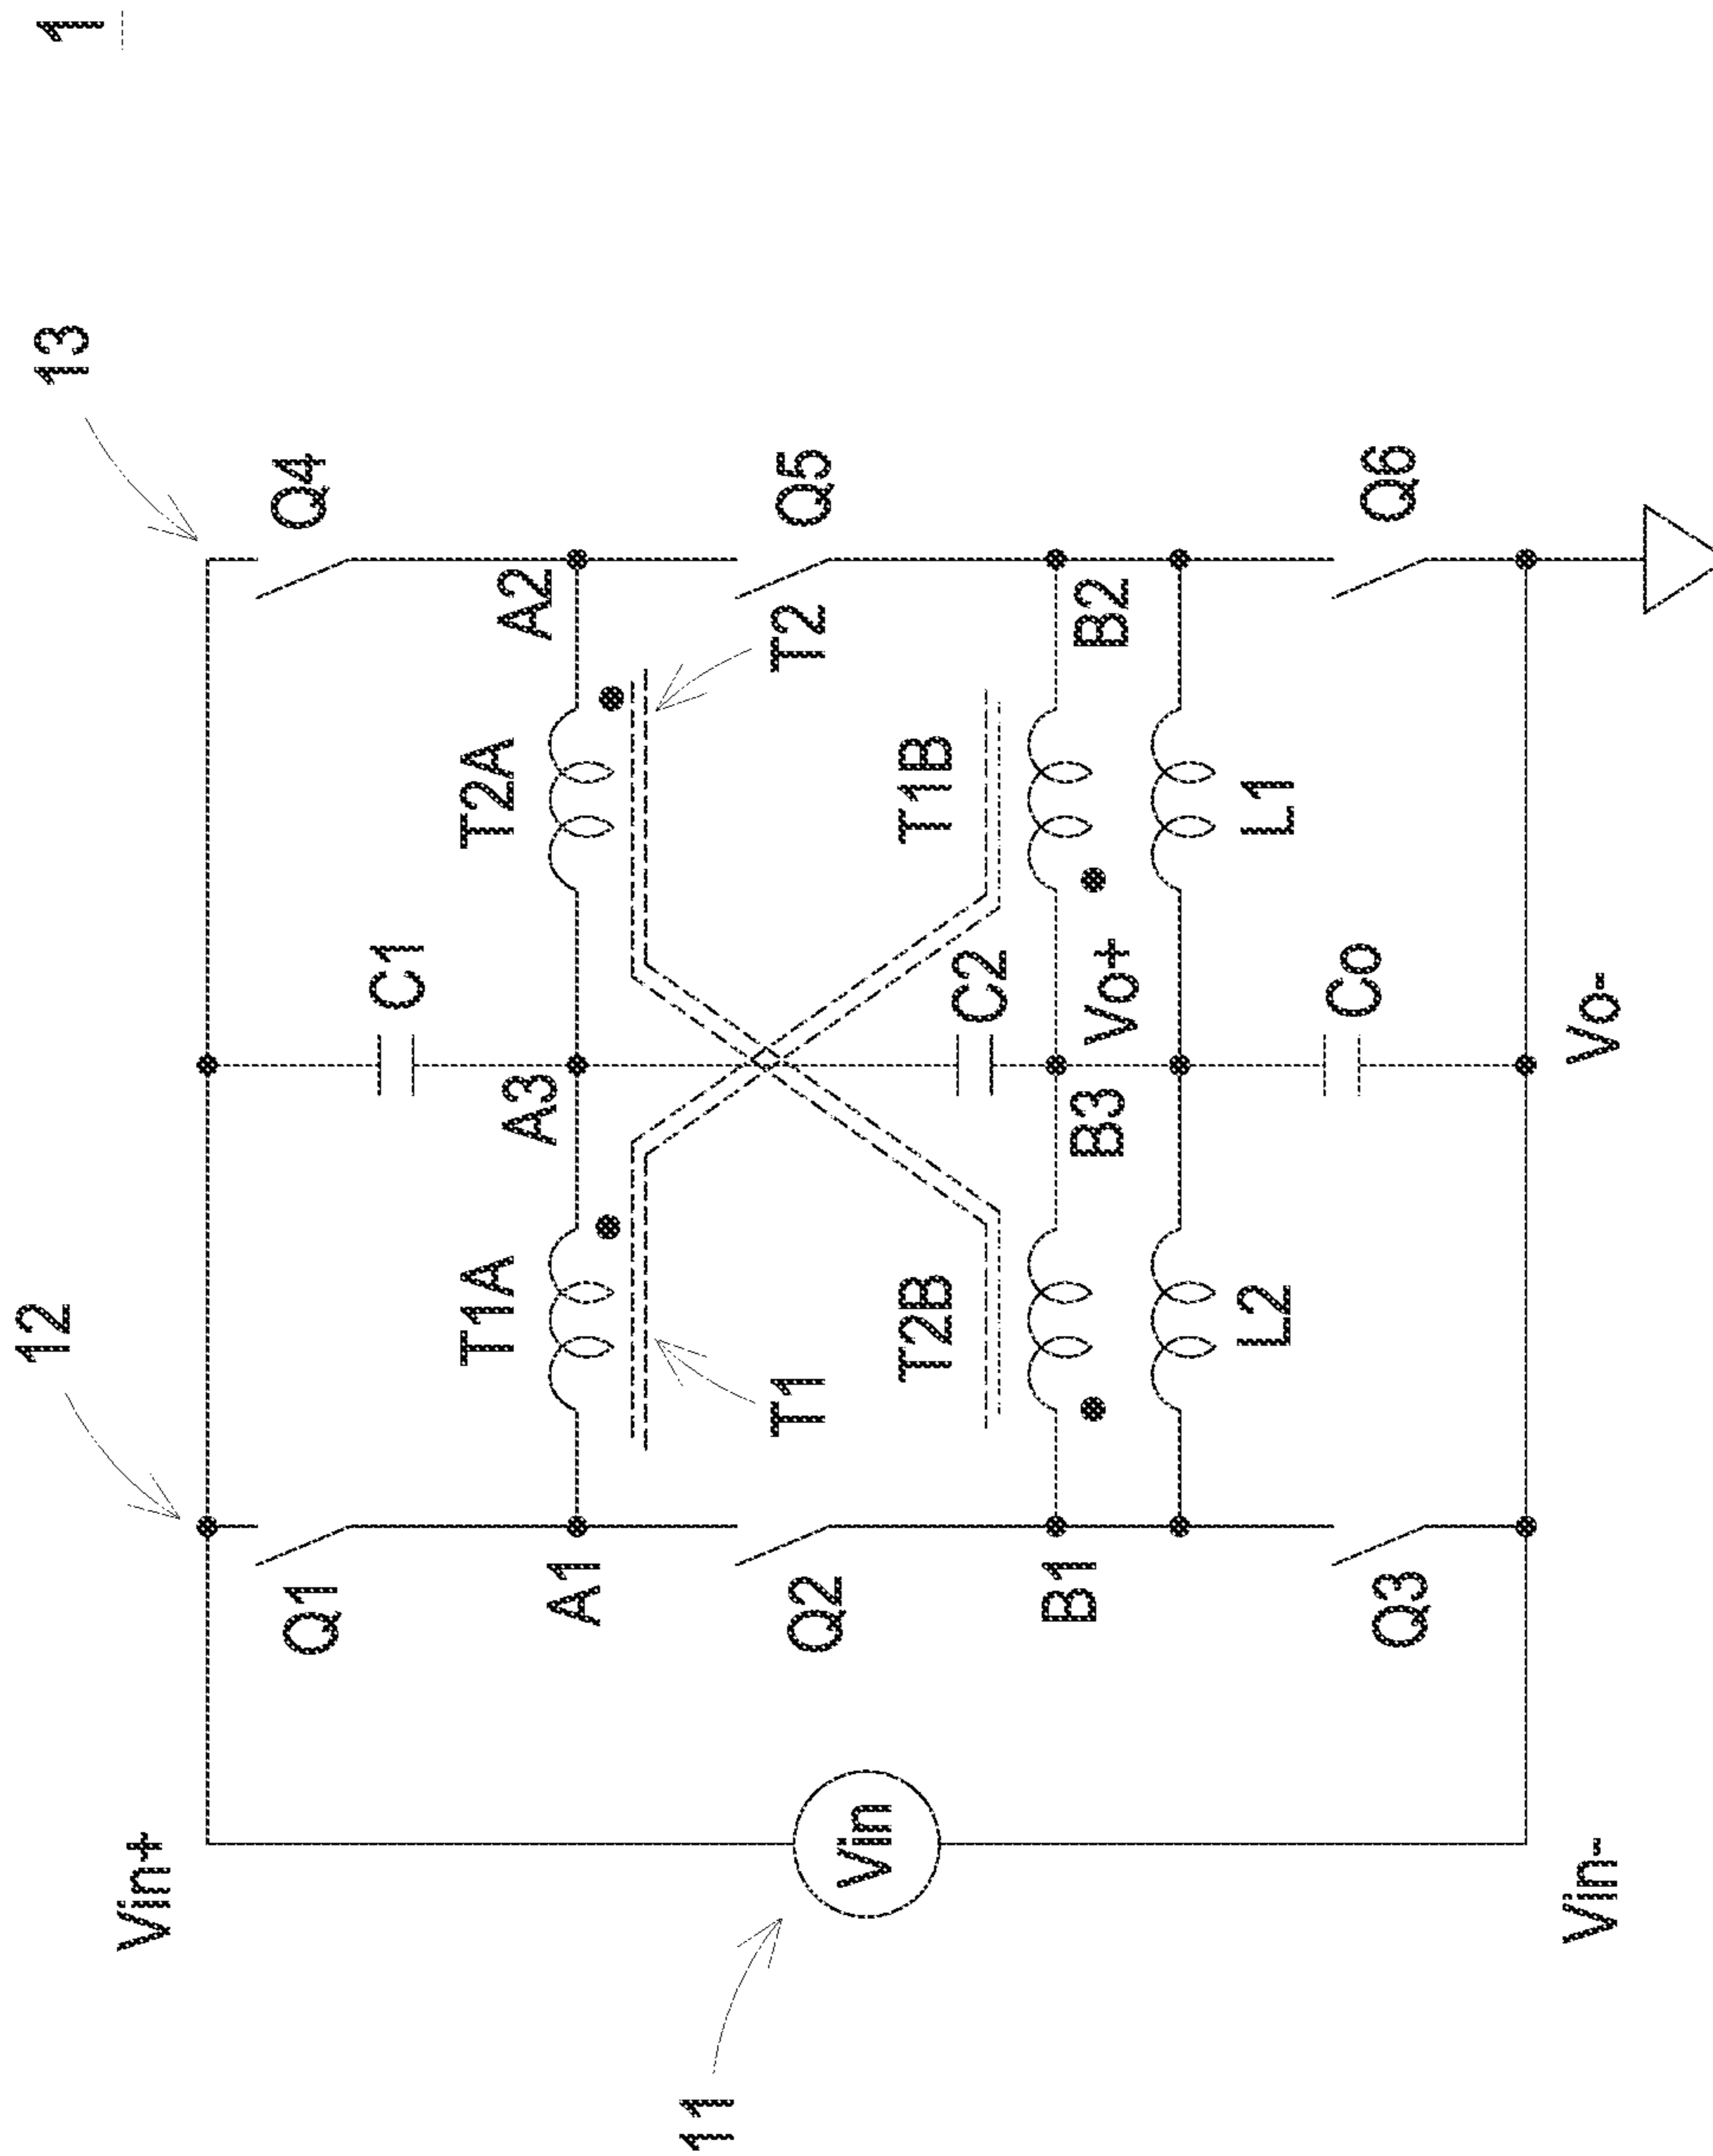 1
11
12
13
Vin+
Vin
Vin-
Q1
A1
Q2
B1
Q3
T1A
T1
T2B
L2
C1
A3
C2
B3
Vo+
Co
Vo-
T2A
T2
T1B
L1
Q4
A2
Q5
B2
Q6